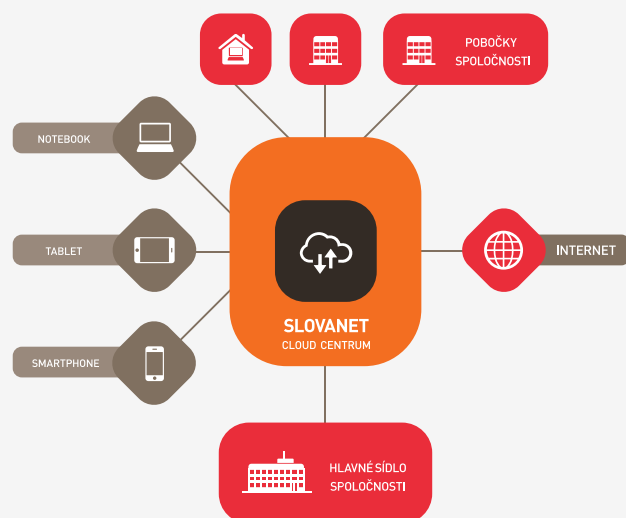 POBOČKY
SPOLOČNOSTI
NOTEBOOK
TABLET
INTERNET
SLOVANET
CLOUD CENTRUM
SMARTPHONE
HLAVNÉ SÍDLO
SPOLOČNOSTI